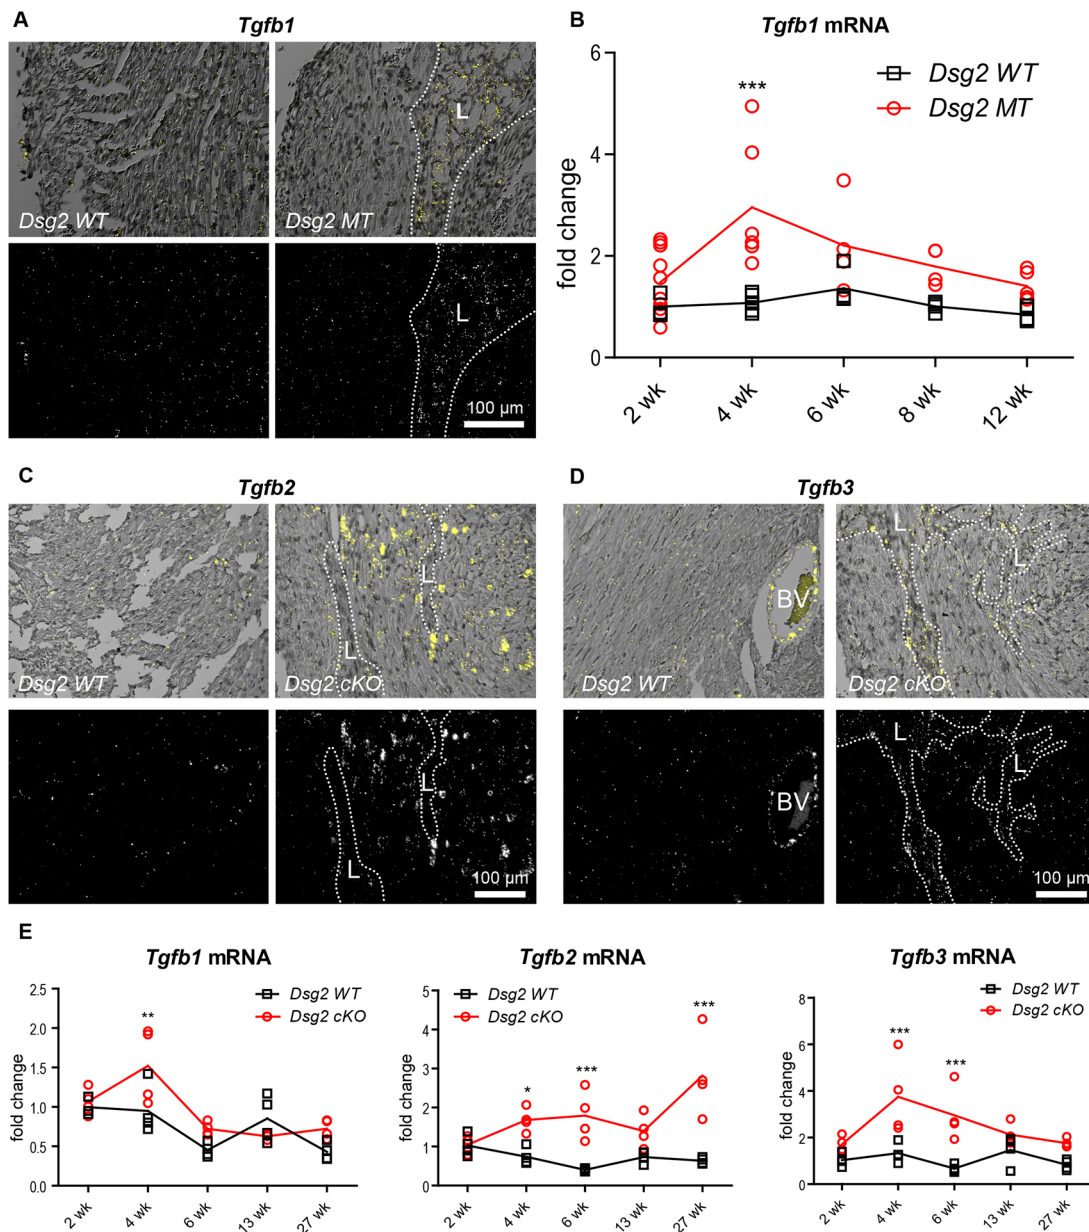 A
Tgfb1
Dsg2 WT
Dsg2 MT
L
L
100 µm
B
Tgfb1 mRNA
Dsg2 WT
Dsg2 MT
***
fold change
6
4
2
0
2 wk
4 wk
6 wk
8 wk
12 wk
C
Tgfb2
Dsg2 WT
Dsg2 cKO
L
L
L
L
100 µm
D
Tgfb3
BV
Dsg2 WT
L
L
Dsg2 cKO
BV
L
L
100 µm
E
Tgfb1 mRNA
Dsg2 WT
Dsg2 cKO
**
fold change
2.5
2.0
1.5
1.0
0.5
0.0
2 wk
4 wk
6 wk
13 wk
27 wk
Tgfb2 mRNA
Dsg2 WT
Dsg2 cKO
*
***
***
fold change
5
4
3
2
1
0
2 wk
4 wk
6 wk
13 wk
27 wk
Tgfb3 mRNA
Dsg2 WT
Dsg2 cKO
***
***
fold change
8
6
4
2
0
2 wk
4 wk
6 wk
13 wk
27 wk